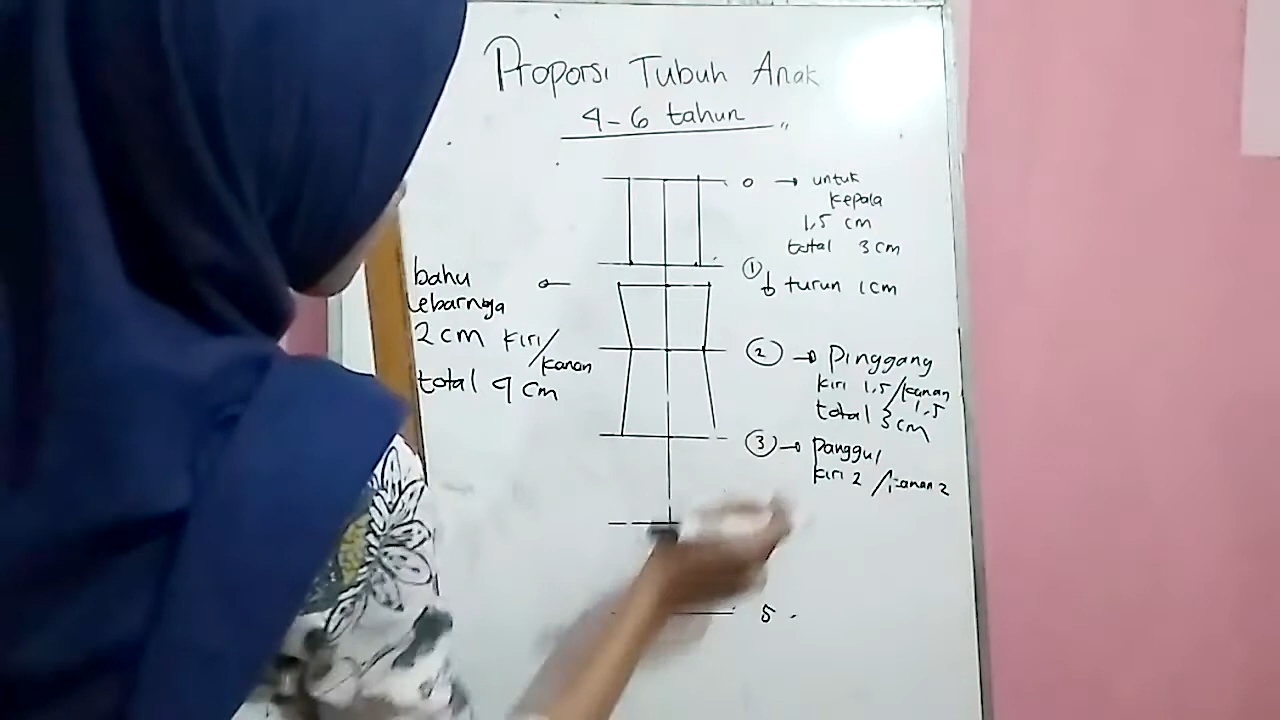 Proporsi Tubuh Anak
4-6 tahun
0 → untuk
kepala
1,5 cm
total 3 cm
① ↓ turun 1 cm
bahu
lebarnya
2 cm kiri/
kanan
total 4 cm
② → Pinggang
kiri 1,5/kanan
1,5
total 3 cm
③ → Panggul
kiri 2 /kanan 2
5